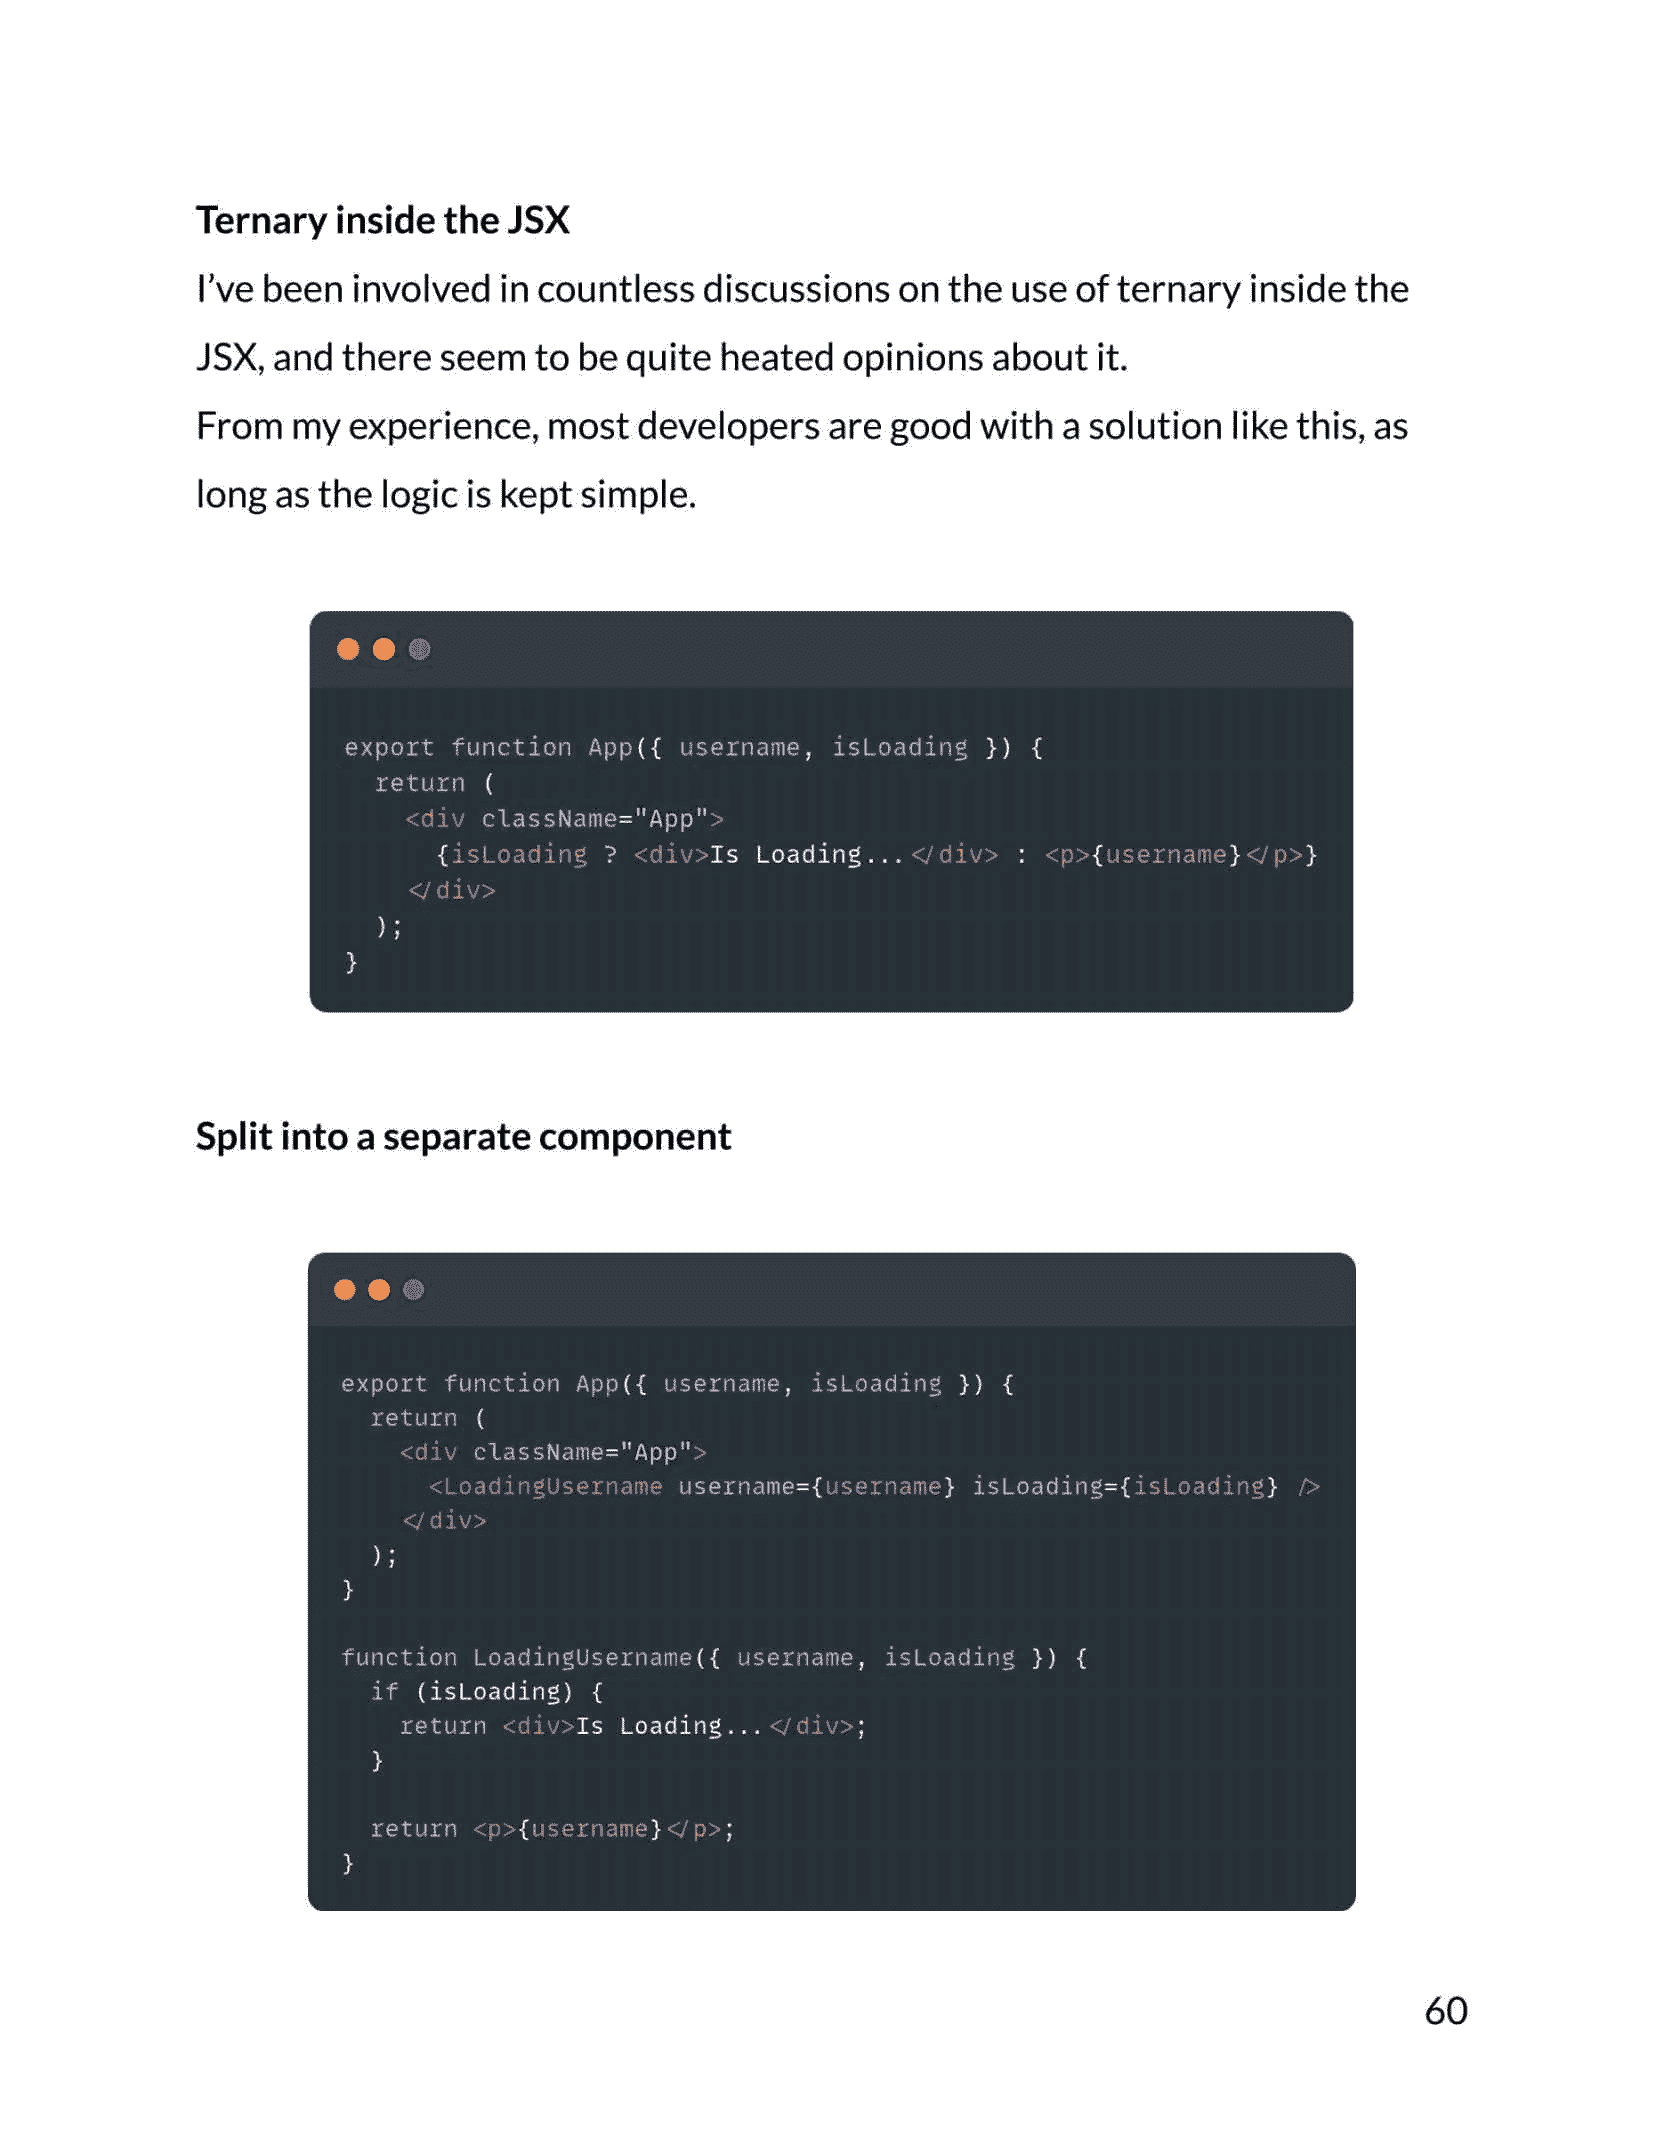 Ternary inside the JSX
I’ve been involved in countless discussions on the use of ternary inside the
JSX, and there seem to be quite heated opinions about it.
From my experience, most developers are good with a solution like this, as
long as the logic is kept simple.
export function App({ username, isLoading }) {
  return (
    <div className="App">
      {isLoading ? <div>Is Loading...</div> : <p>{username}</p>}
    </div>
  );
}
Split into a separate component
export function App({ username, isLoading }) {
  return (
    <div className="App">
      <LoadingUsername username={username} isLoading={isLoading} />
    </div>
  );
}
function LoadingUsername({ username, isLoading }) {
  if (isLoading) {
    return <div>Is Loading...</div>;
  }
  return <p>{username}</p>;
}
60